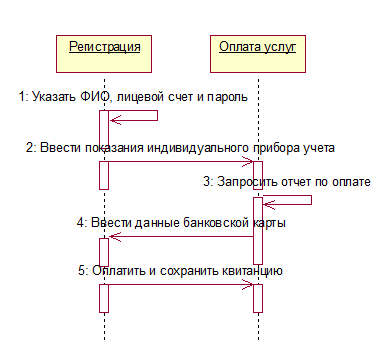 Регистрация
Оплата услуг
1: Указать ФИО, лицевой счет и пароль
2: Ввести показания индивидуального прибора учета
3: Запросить отчет по оплате
4: Ввести данные банковской карты
5: Оплатить и сохранить квитанцию